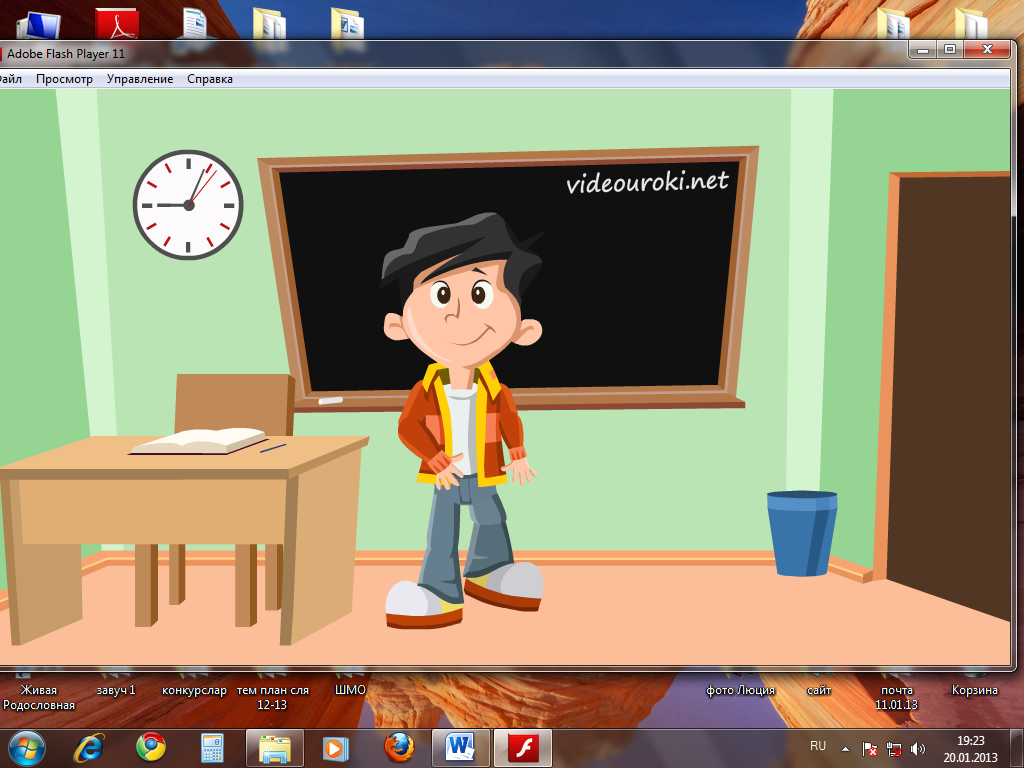 Adobe Flash Player 11
Просмотр Управление Справка
videouroki.net
Живая
Родословная
завуч 1
конкурслар
тем план сля
12-13
ШМО
фото Люция
сайт
почта
11.01.13
Корзина
RU
19:23
20.01.2013